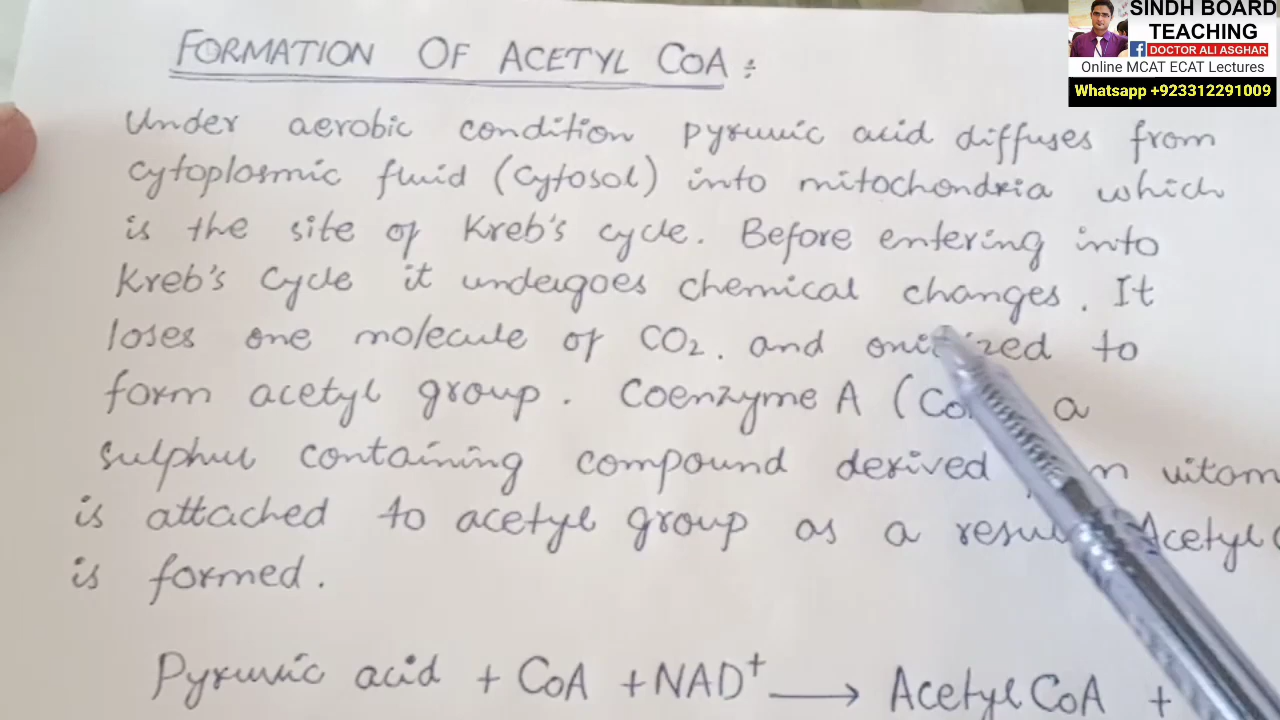 SINDH BOARD
TEACHING
DOCTOR ALI ASGHAR
Online MCAT ECAT Lectures
Whatsapp +923312291009
FORMATION OF ACETYL COA :
Under aerobic condition pyruvic acid diffuses from
cytoplasmic fluid (cytosol) into mitochondria which
is the site of Kreb's cycle. Before entering into
Kreb's Cycle it undergoes chemical changes. It
loses one molecule of CO2. and to
form acetyl group. Coenzyme A a
sulphur containing compound derived
is attached to acetyl group as a Acetyl
is formed.
Pyruvic acid + CoA + NAD+ ⟶ Acetyl CoA +